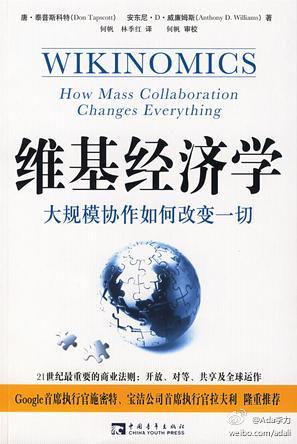 唐·泰普斯科特(Don Tapscott) 安东尼·D·威廉姆斯(Anthony D. Williams) 著
何帆 林季红 译 何帆 审校
WIKINOMICS
How Mass Collaboration
Changes Everything
维基经济学
大规模协作如何改变一切
21世纪最重要的商业法则:开放、对等、共享及全球运作
Google首席执行官施密特、宝洁公司首席执行官拉夫利 隆重推荐
中国青年出版社
CHINA YOUTH PRESS
@Ada李力
weibo.com/adali